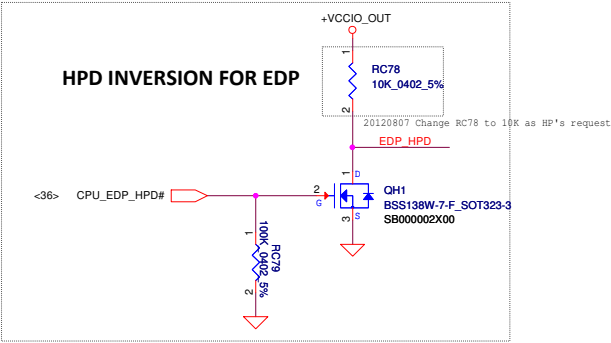 +VCCIO_OUT
HPD INVERSION FOR EDP
1
RC78
10K_0402_5%
2
20120807 Change RC78 to 10K as HP's request
EDP_HPD
1
D
<36>
CPU_EDP_HPD#
2
G
QH1
BSS138W-7-F_SOT323-3
SB000002X00
3
S
1
RC79
100K_0402_5%
2